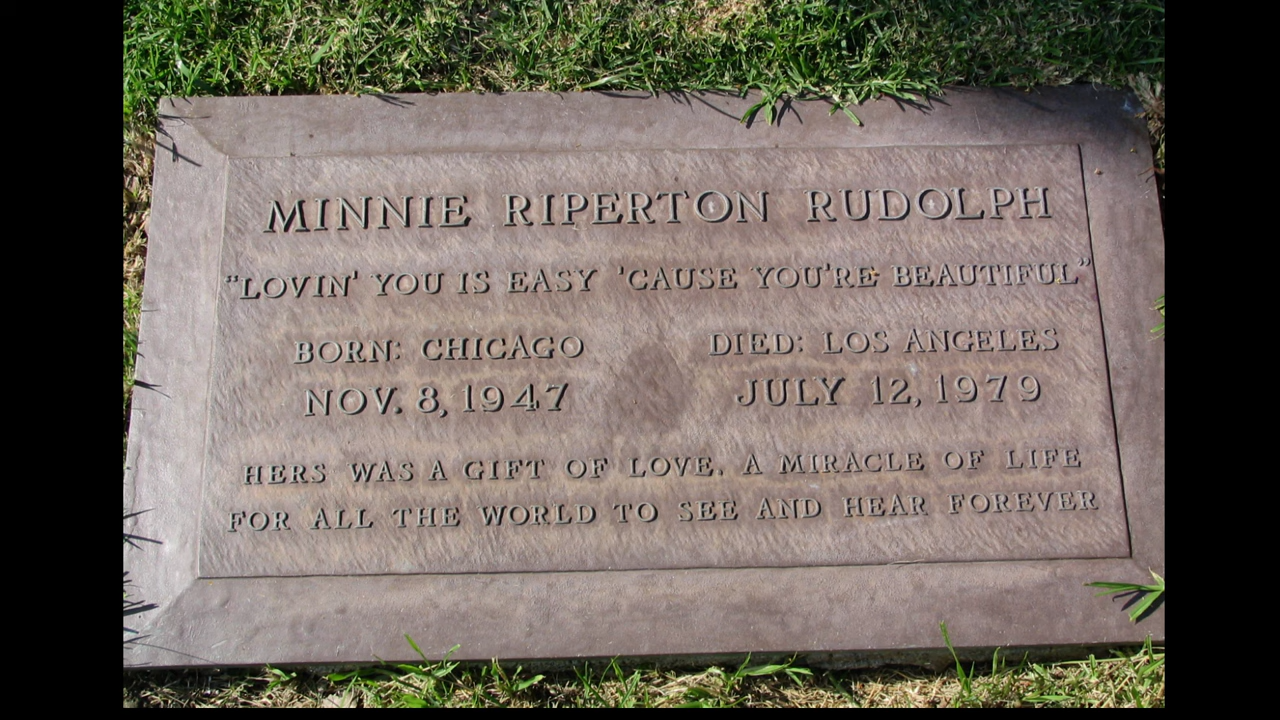 MINNIE RIPERTON RUDOLPH
"LOVIN' YOU IS EASY 'CAUSE YOU'RE BEAUTIFUL"
BORN: CHICAGO DIED: LOS ANGELES
NOV. 8, 1947 JULY 12, 1979
HERS WAS A GIFT OF LOVE, A MIRACLE OF LIFE
FOR ALL THE WORLD TO SEE AND HEAR FOREVER